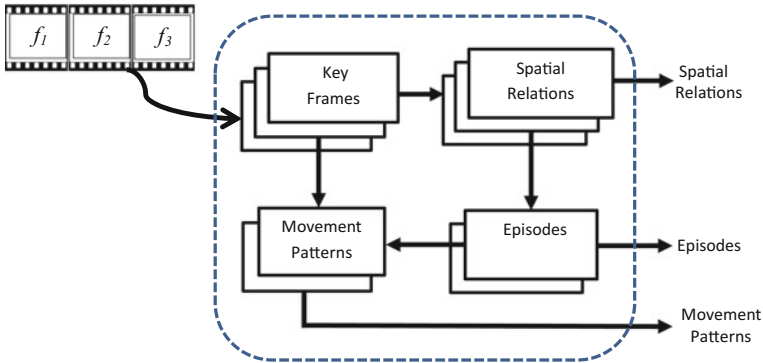 f1 f2 f3
Key
Frames
Spatial
Relations
Spatial
Relations
Movement
Patterns
Episodes
Episodes
Movement
Patterns